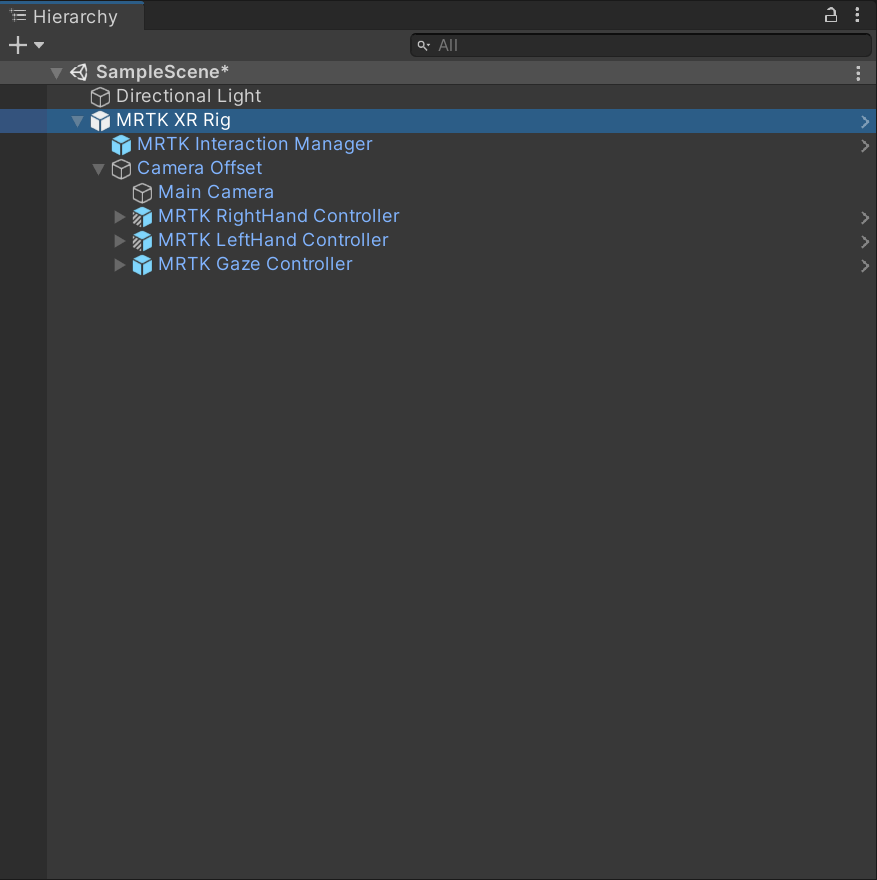 Hierarchy
All
SampleScene*
Directional Light
MRTK XR Rig
MRTK Interaction Manager
Camera Offset
Main Camera
MRTK RightHand Controller
MRTK LeftHand Controller
MRTK Gaze Controller